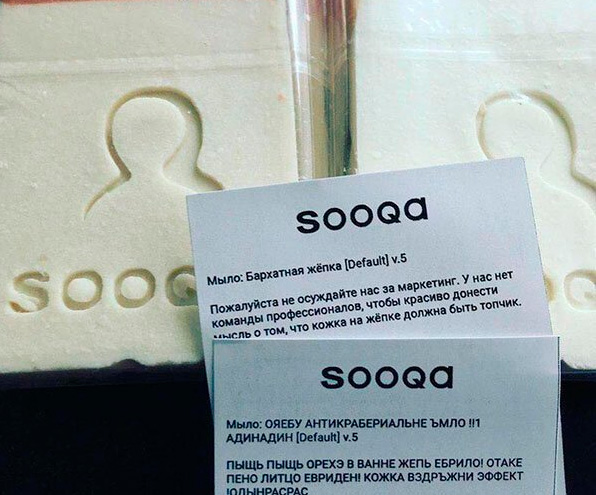 sooqa
sooqa
Мыло: Бархатная жёпка [Default] v.5
Пожалуйста не осуждайте нас за маркетинг. У нас нет
команды профессионалов, чтобы красиво донести
мысль о том, что кожка на жёпке должна быть топчик.
sooqa
Мыло: ОЯЕБУ АНТИКРАБЕРИАЛЬНЕ ЪМЛО !!1
АДИНАДИН [Default] v.5
ПЫЩЬ ПЫЩЬ ОРЕХЭ В ВАННЕ ЖЕПЬ ЕБРИЛО! ОТАКЕ
ПЕНО ЛИТЦО ЕВРИДЕН! КОЖКА ВЗДРЪЖНИ ЭФФЕКТ